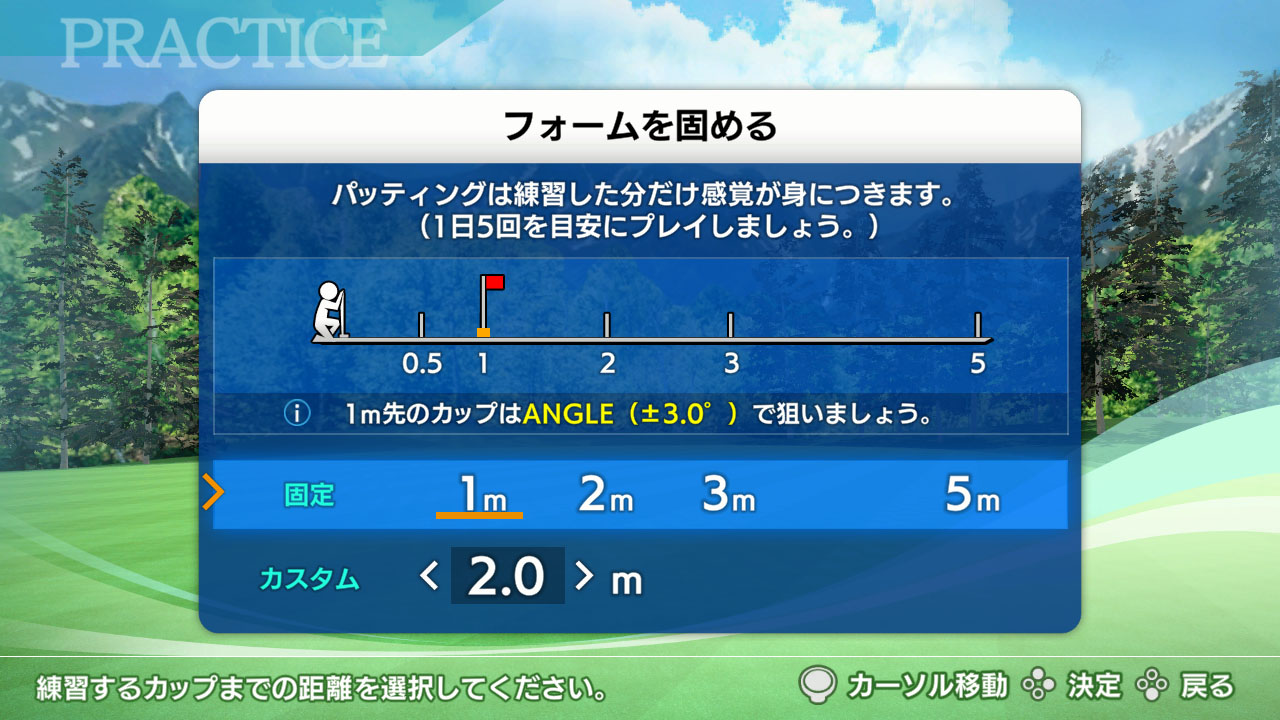 PRACTICE
フォームを固める
パッティングは練習した分だけ感覚が身につきます。
（1日5回を目安にプレイしましょう。）
0.5 1 2 3 5
1m先のカップはANGLE（±3.0°）で狙いましょう。
固定 1m 2m 3m 5m
カスタム < 2.0 > m
練習するカップまでの距離を選択してください。 カーソル移動 決定 戻る